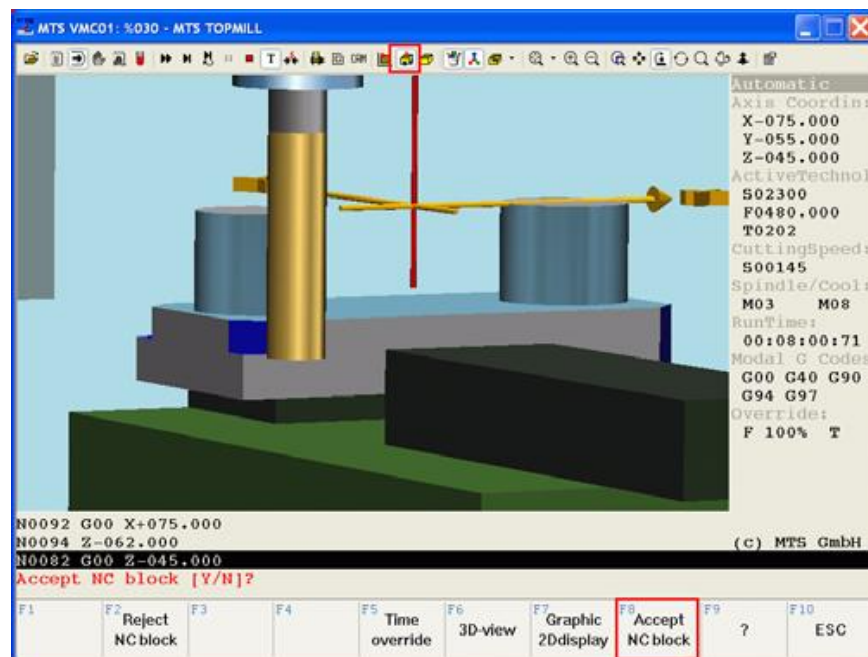 MTS VMC01: %030 - MTS TOPMILL
T
CAM
Automatic
Axis Coordin:
X-075.000
Y-055.000
Z-045.000
ActiveTechnol
S02300
F0480.000
T0202
CuttingSpeed:
S00145
Spindle/Cool:
M03 M08
RunTime:
00:08:00:71
Modal G Codes
G00 G40 G90
G94 G97
Override:
F 100% T
N0092 G00 X+075.000
N0094 Z-062.000
(c) MTS GmbH
N0082 G00 Z-045.000
Accept NC block [Y/N]?
F1
F2 Reject NC block
F3
F4
F5 Time override
F6 3D-view
F7 Graphic 2Ddisplay
F8 Accept NC block
F9 ?
F10 ESC